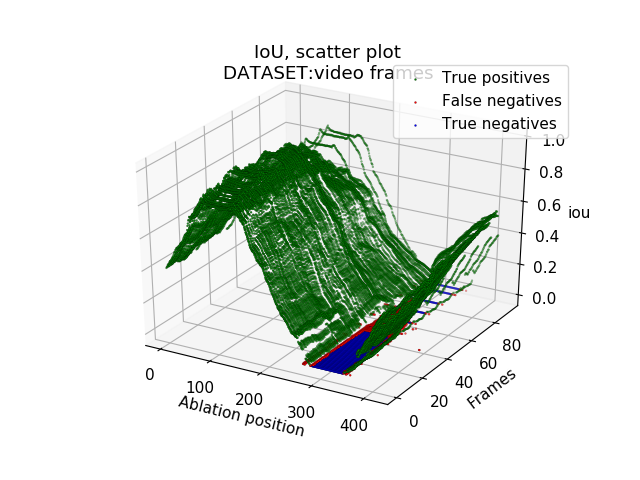 IoU, scatter plot
DATASET:video frames
True positives
False negatives
True negatives
1.0
0.8
0.6
0.4
0.2
0.0
iou
0
100
200
300
400
Ablation position
0
20
40
60
80
Frames